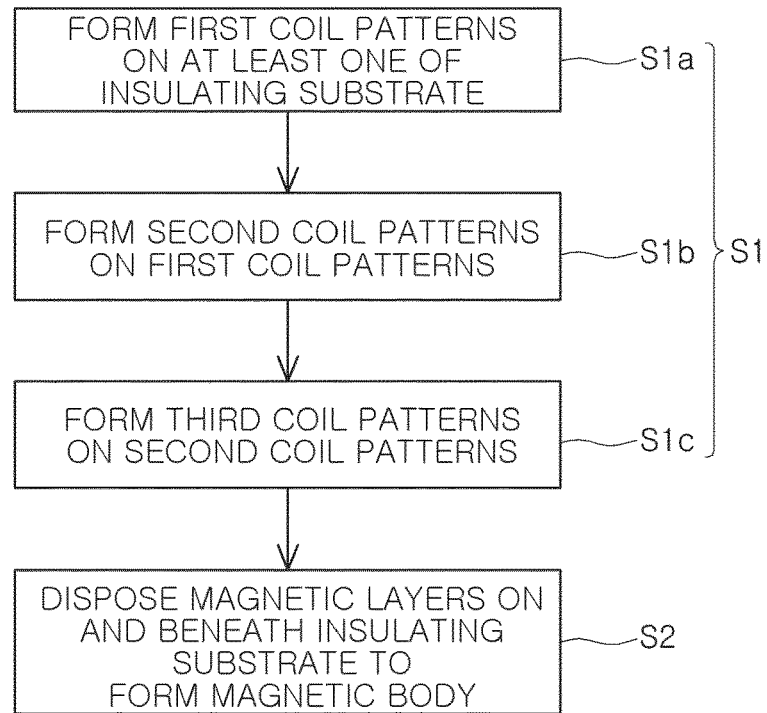 FORM FIRST COIL PATTERNS
ON AT LEAST ONE OF
INSULATING SUBSTRATE
S1a
FORM SECOND COIL PATTERNS
ON FIRST COIL PATTERNS
S1b
S1
FORM THIRD COIL PATTERNS
ON SECOND COIL PATTERNS
S1c
DISPOSE MAGNETIC LAYERS ON
AND BENEATH INSULATING
SUBSTRATE TO
FORM MAGNETIC BODY
S2